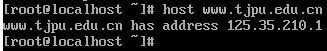 [root@localhost ~]# host www.tjpu.edu.cn
www.tjpu.edu.cn has address 125.35.210.1
[root@localhost ~]#